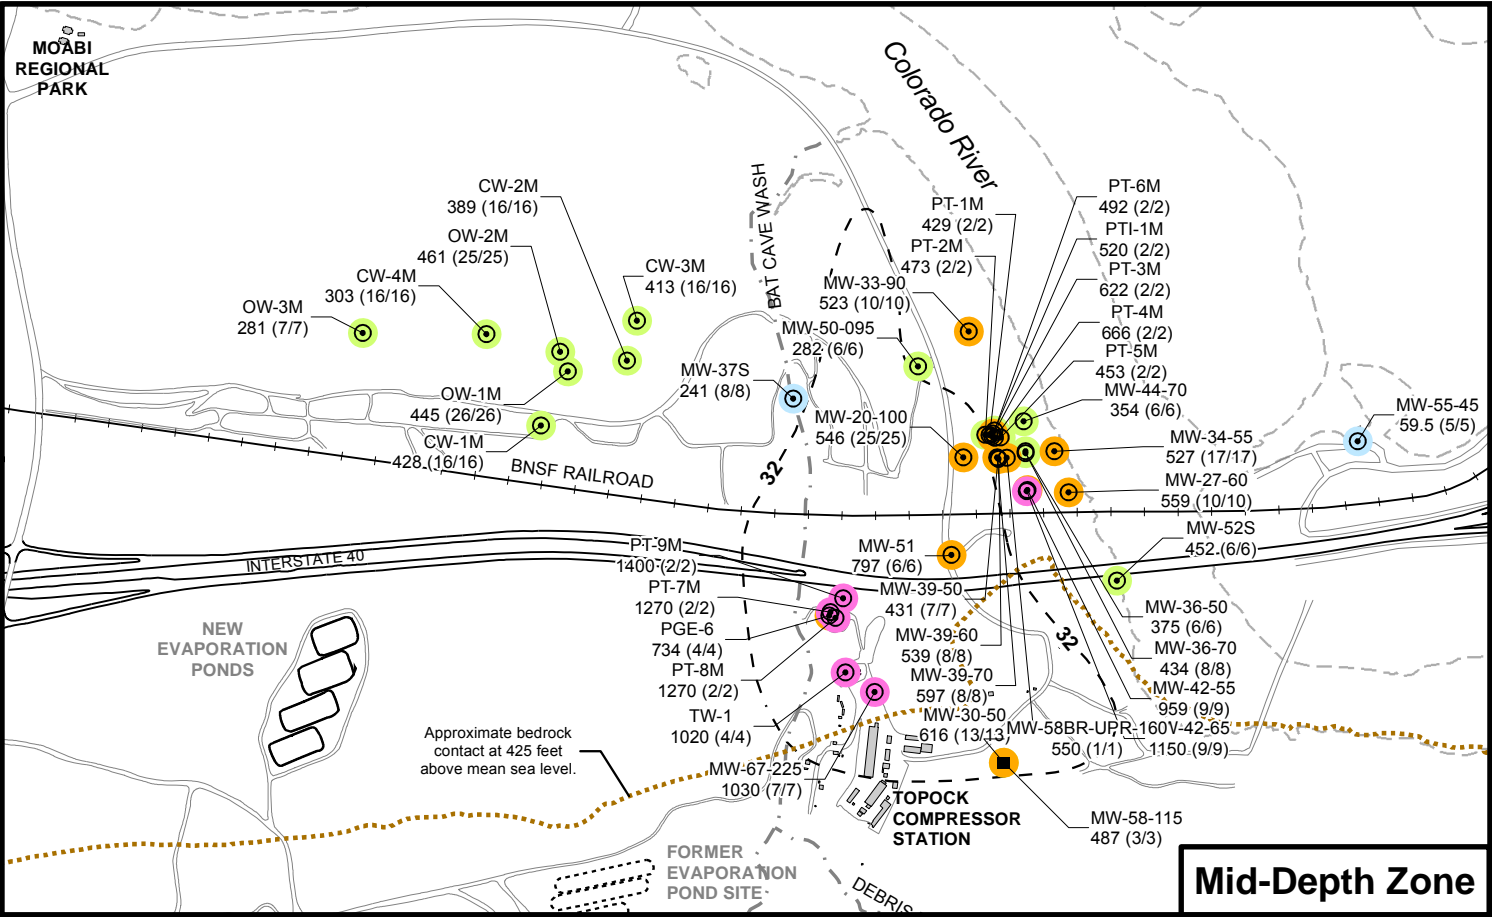 MOABI
REGIONAL
PARK
Colorado River
BAT CAVE WASH
CW-2M
389 (16/16)
OW-2M
461 (25/25)
CW-4M
303 (16/16)
OW-3M
281 (7/7)
CW-3M
413 (16/16)
OW-1M
445 (26/26)
CW-1M
428 (16/16)
MW-37S
241 (8/8)
MW-50-095
282 (6/6)
MW-33-90
523 (10/10)
MW-20-100
546 (25/25)
PT-1M
429 (2/2)
PT-2M
473 (2/2)
PT-6M
492 (2/2)
PTI-1M
520 (2/2)
PT-3M
622 (2/2)
PT-4M
666 (2/2)
PT-5M
453 (2/2)
MW-44-70
354 (6/6)
MW-34-55
527 (17/17)
MW-27-60
559 (10/10)
MW-55-45
59.5 (5/5)
MW-52S
452 (6/6)
BNSF RAILROAD
INTERSTATE 40
32
32
PT-9M
1400 (2/2)
PT-7M
1270 (2/2)
PGE-6
734 (4/4)
PT-8M
1270 (2/2)
TW-1
1020 (4/4)
MW-67-225
1030 (7/7)
MW-51
797 (6/6)
MW-39-50
431 (7/7)
MW-39-60
539 (8/8)
MW-39-70
597 (8/8)
MW-30-50
616 (13/13)
MW-36-50
375 (6/6)
MW-36-70
434 (8/8)
MW-42-55
959 (9/9)
MW-58BR-UPR-160
550 (1/1)
V-42-65
1150 (9/9)
MW-58-115
487 (3/3)
NEW
EVAPORATION
PONDS
Approximate bedrock
contact at 425 feet
above mean sea level.
TOPOCK
COMPRESSOR
STATION
FORMER
EVAPORATION
POND SITE
DEBRIS
Mid-Depth Zone